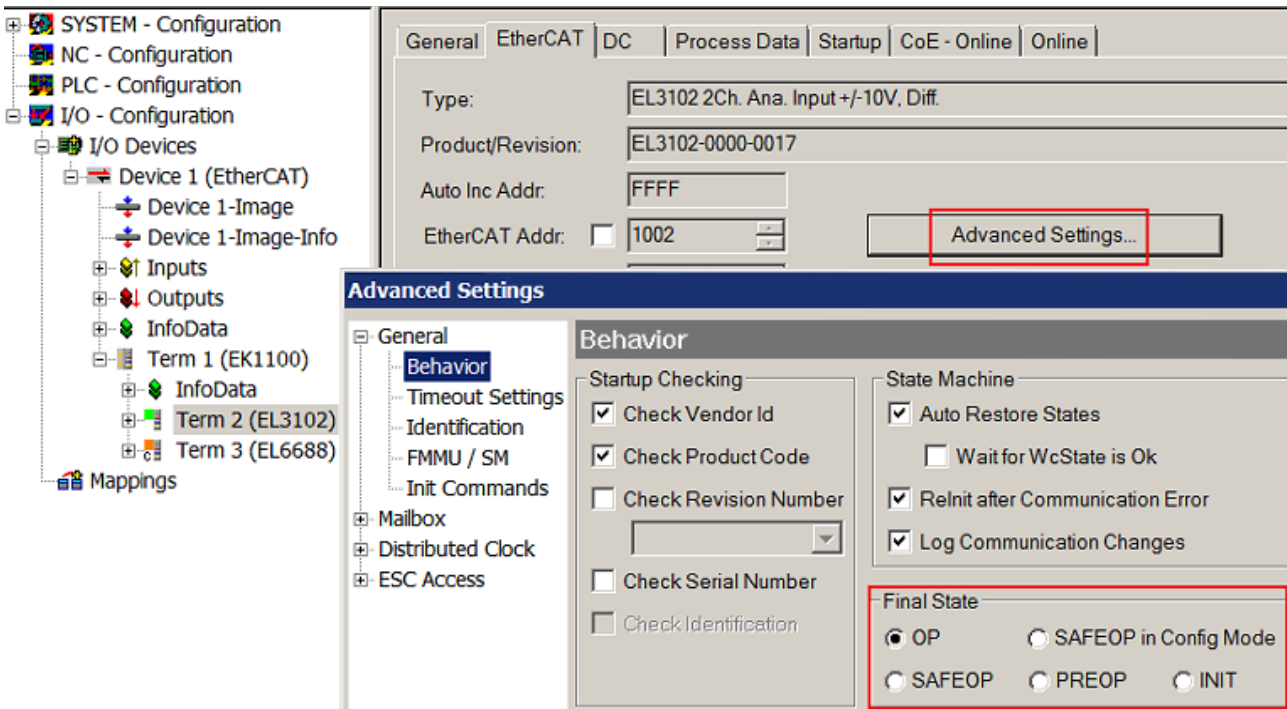 SYSTEM - Configuration
NC - Configuration
PLC - Configuration
I/O - Configuration
I/O Devices
Device 1 (EtherCAT)
Device 1-Image
Device 1-Image-Info
Inputs
Outputs
InfoData
Term 1 (EK1100)
InfoData
Term 2 (EL3102)
Term 3 (EL6688)
Mappings
General EtherCAT DC Process Data Startup CoE - Online Online
Type: EL3102 2Ch. Ana. Input +/-10V, Diff.
Product/Revision: EL3102-0000-0017
Auto Inc Addr: FFFF
EtherCAT Addr: 1002 Advanced Settings...
Advanced Settings
General
Behavior
Timeout Settings
Identification
FMMU / SM
Init Commands
Mailbox
Distributed Clock
ESC Access
Behavior
Startup Checking
Check Vendor Id
Check Product Code
Check Revision Number
Check Serial Number
Check Identification
State Machine
Auto Restore States
Wait for WcState is Ok
ReInit after Communication Error
Log Communication Changes
Final State
OP SAFEOP in Config Mode
SAFEOP PREOP INIT